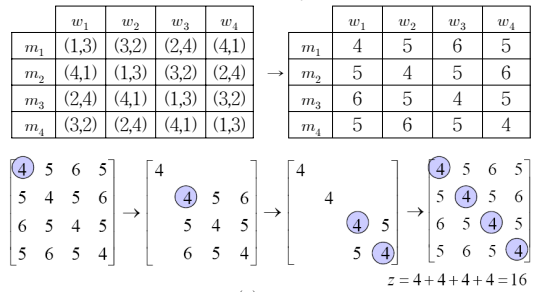 w₁ w₂ w₃ w₄ w₁ w₂ w₃ w₄
m₁ (1,3) (3,2) (2,4) (4,1) m₁ 4 5 6 5
m₂ (4,1) (1,3) (3,2) (2,4) → m₂ 5 4 5 6
m₃ (2,4) (4,1) (1,3) (3,2) m₃ 6 5 4 5
m₄ (3,2) (2,4) (4,1) (1,3) m₄ 5 6 5 4
4 5 6 5 4 4 4 5 6 5
5 4 5 6 → 4 5 6 → 4 → 5 4 5 6
6 5 4 5 5 4 5 4 5 6 5 4 5
5 6 5 4 6 5 4 5 4 5 6 5 4
z = 4 + 4 + 4 + 4 = 16